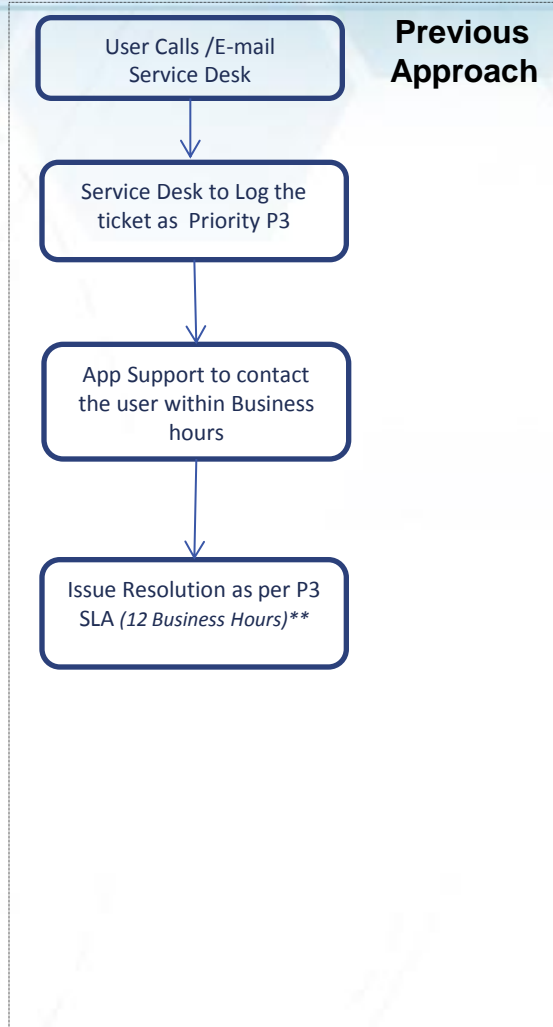 Previous
Approach
User Calls /E-mail
Service Desk
Service Desk to Log the
ticket as Priority P3
App Support to contact
the user within Business
hours
Issue Resolution as per P3
SLA (12 Business Hours)**